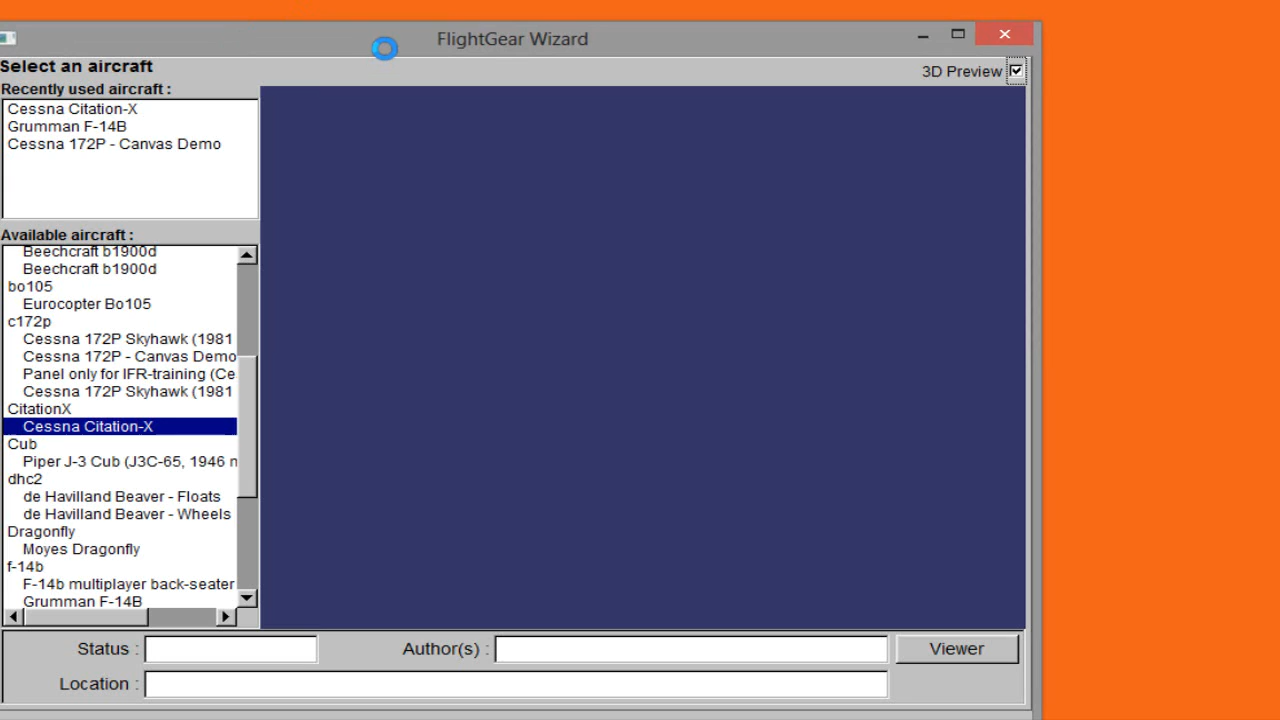 FlightGear Wizard
Select an aircraft
3D Preview
Recently used aircraft :
Cessna Citation-X
Grumman F-14B
Cessna 172P - Canvas Demo
Available aircraft :
Beechcraft b1900d
Beechcraft b1900d
bo105
Eurocopter Bo105
c172p
Cessna 172P Skyhawk (1981
Cessna 172P - Canvas Demo
Panel only for IFR-training (Ce
Cessna 172P Skyhawk (1981
CitationX
Cessna Citation-X
Cub
Piper J-3 Cub (J3C-65, 1946 m
dhc2
de Havilland Beaver - Floats
de Havilland Beaver - Wheels
Dragonfly
Moyes Dragonfly
f-14b
F-14b multiplayer back-seater
Grumman F-14B
Status :
Author(s) :
Viewer
Location :